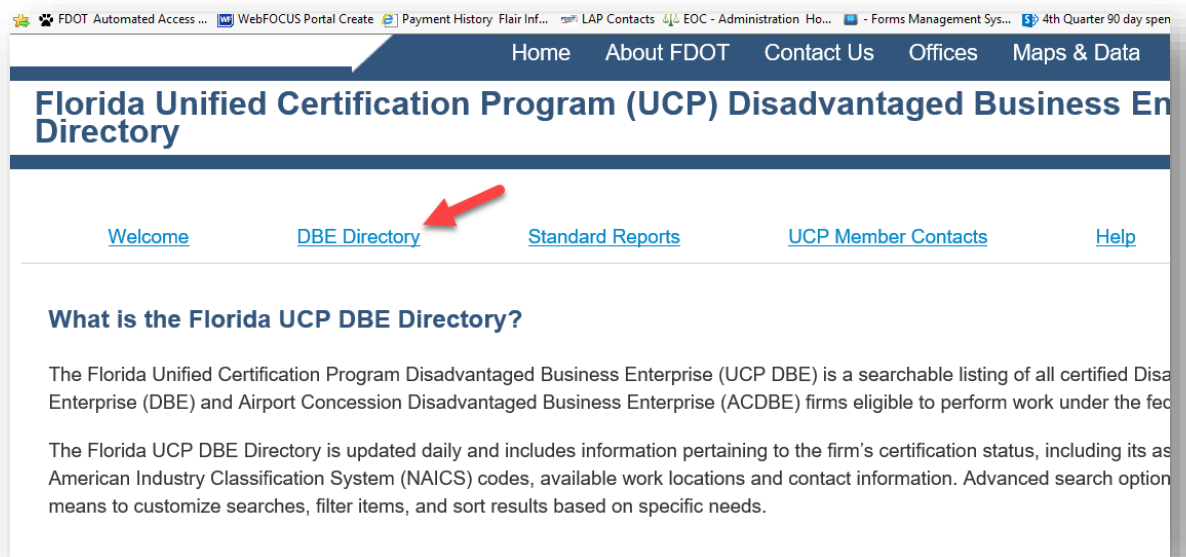 FDOT Automated Access ... WebFOCUS Portal Create Payment History Flair Inf... LAP Contacts EOC - Administration Ho... - Forms Management Sys... 4th Quarter 90 day spen
Home About FDOT Contact Us Offices Maps & Data
Florida Unified Certification Program (UCP) Disadvantaged Business En
Directory
Welcome DBE Directory Standard Reports UCP Member Contacts Help
What is the Florida UCP DBE Directory?
The Florida Unified Certification Program Disadvantaged Business Enterprise (UCP DBE) is a searchable listing of all certified Disa
Enterprise (DBE) and Airport Concession Disadvantaged Business Enterprise (ACDBE) firms eligible to perform work under the fed
The Florida UCP DBE Directory is updated daily and includes information pertaining to the firm's certification status, including its as
American Industry Classification System (NAICS) codes, available work locations and contact information. Advanced search option
means to customize searches, filter items, and sort results based on specific needs.